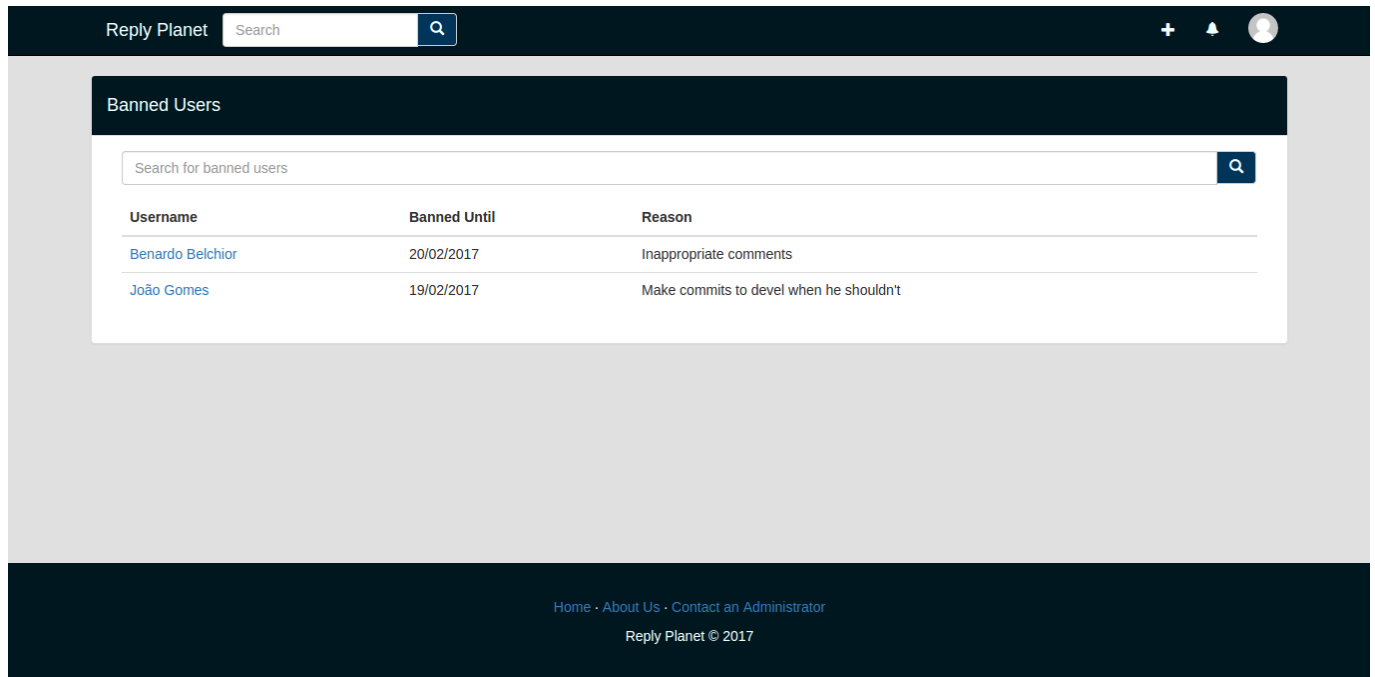 Reply Planet Search
Banned Users
Search for banned users
Username Banned Until Reason
Benardo Belchior 20/02/2017 Inappropriate comments
João Gomes 19/02/2017 Make commits to devel when he shouldn't
Home · About Us · Contact an Administrator
Reply Planet © 2017